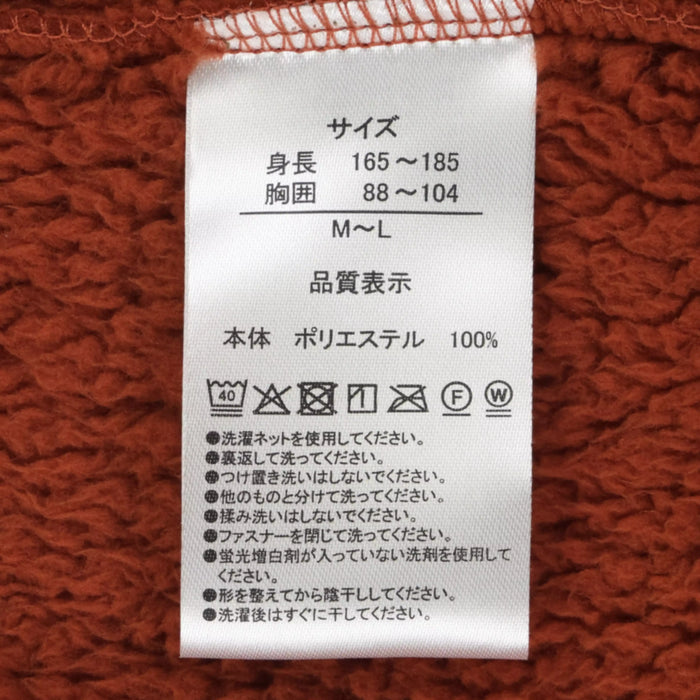 サイズ
身長 165～185
胸囲 88～104
M～L
品質表示
本体 ポリエステル 100%
40 F W
●洗濯ネットを使用してください。
●裏返して洗ってください。
●つけ置き洗いはしないでください。
●他のものと分けて洗ってください。
●揉み洗いはしないでください。
●ファスナーを閉じて洗ってください。
●蛍光増白剤が入っていない洗剤を使用して
ください。
●形を整えてから陰干ししてください。
●洗濯後はすぐに干してください。